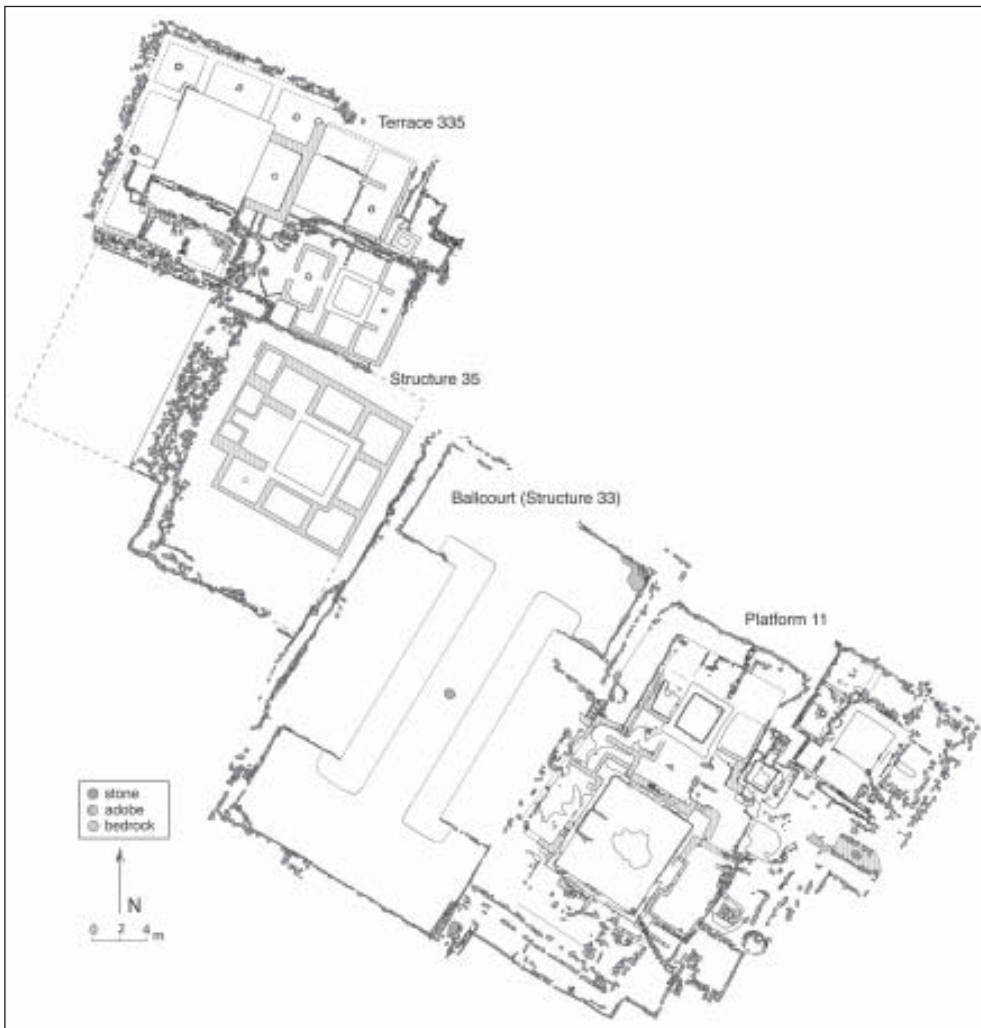 Terrace 335
Structure 35
Ballcourt (Structure 33)
Platform 11
stone
adobe
bedrock
N
0 2 4 m